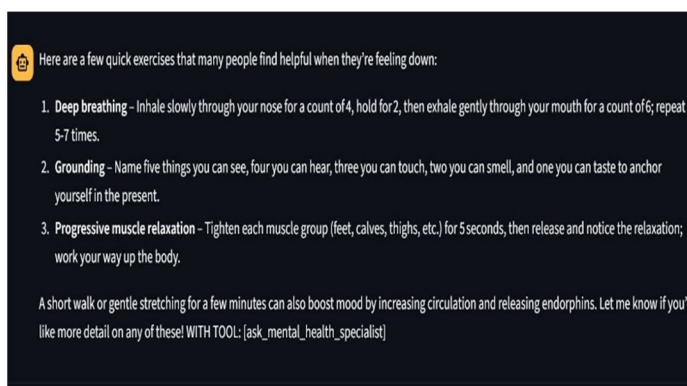 Here are a few quick exercises that many people find helpful when they're feeling down:
1. Deep breathing – Inhale slowly through your nose for a count of 4, hold for 2, then exhale gently through your mouth for a count of 6; repeat
5-7 times.
2. Grounding – Name five things you can see, four you can hear, three you can touch, two you can smell, and one you can taste to anchor
yourself in the present.
3. Progressive muscle relaxation – Tighten each muscle group (feet, calves, thighs, etc.) for 5 seconds, then release and notice the relaxation;
work your way up the body.
A short walk or gentle stretching for a few minutes can also boost mood by increasing circulation and releasing endorphins. Let me know if you'
like more detail on any of these! WITH TOOL: [ask_mental_health_specialist]